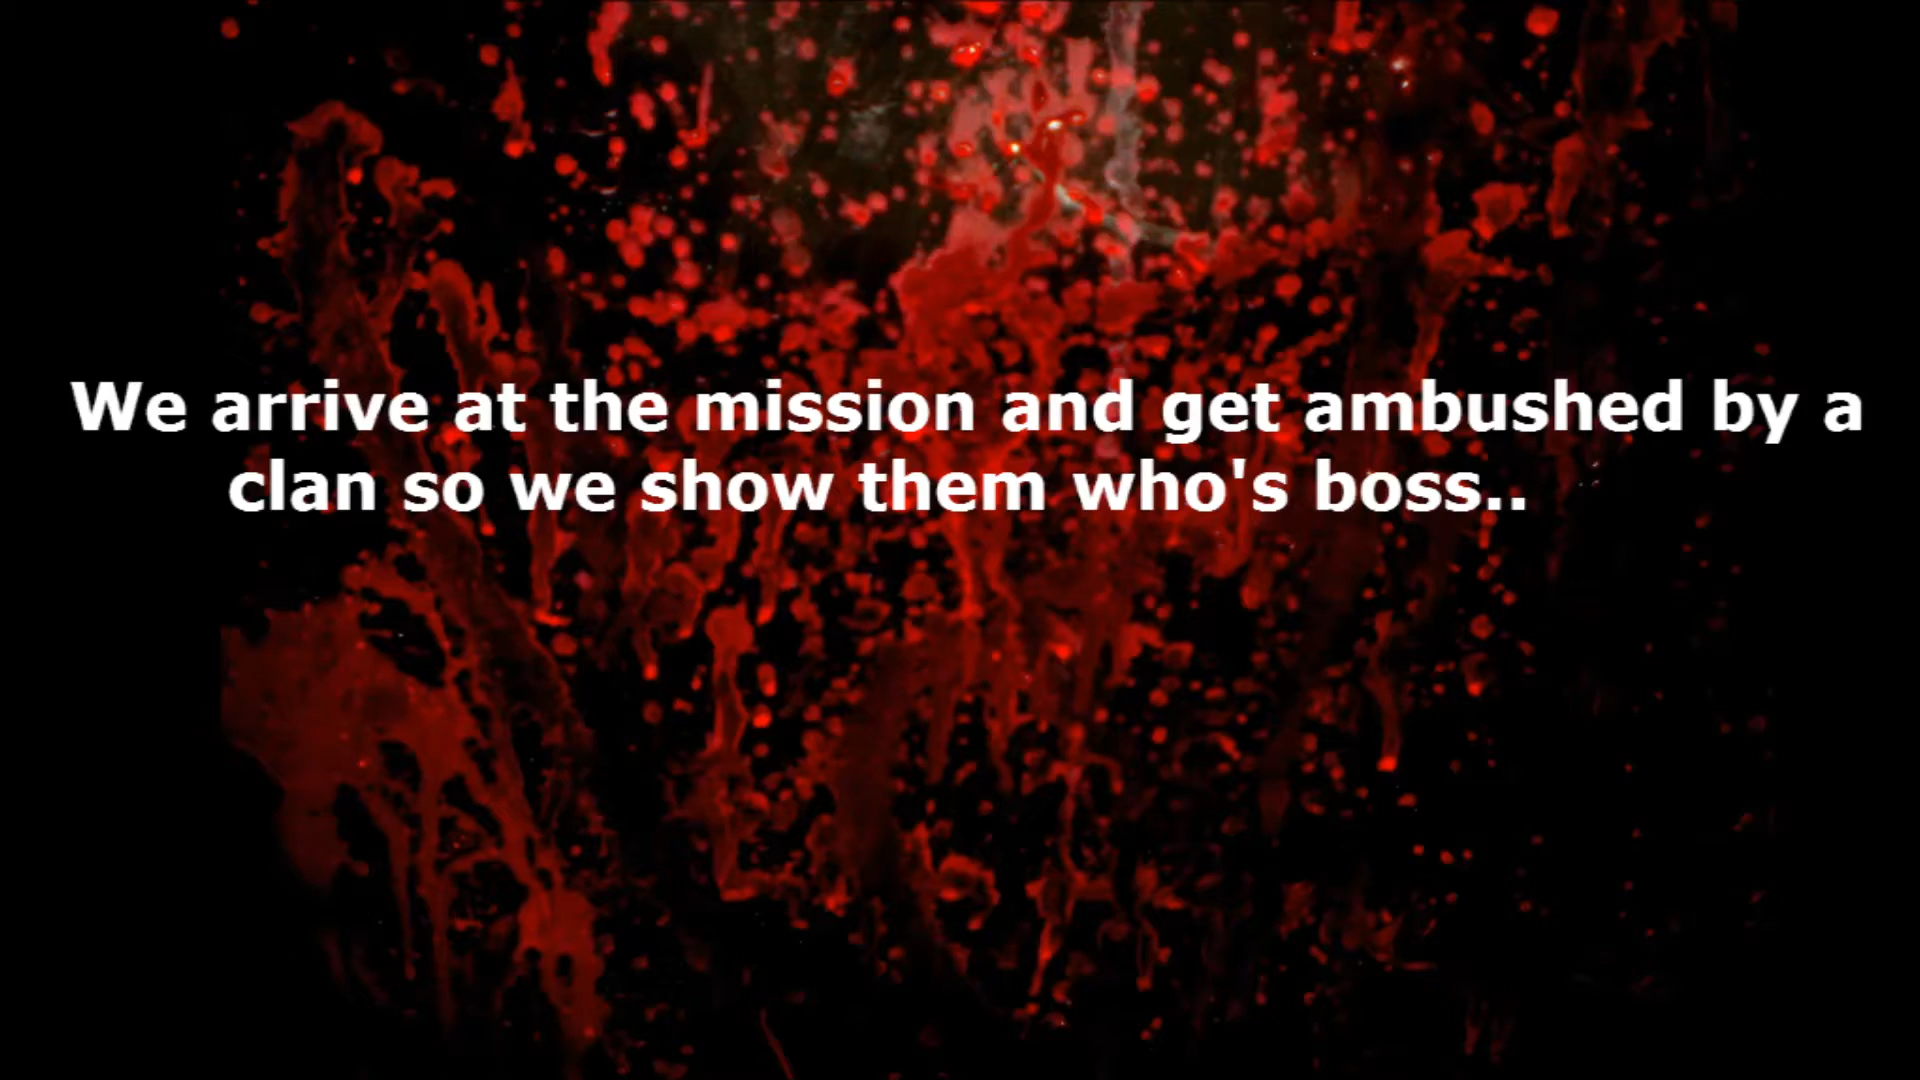 We arrive at the mission and get ambushed by a
clan so we show them who's boss..